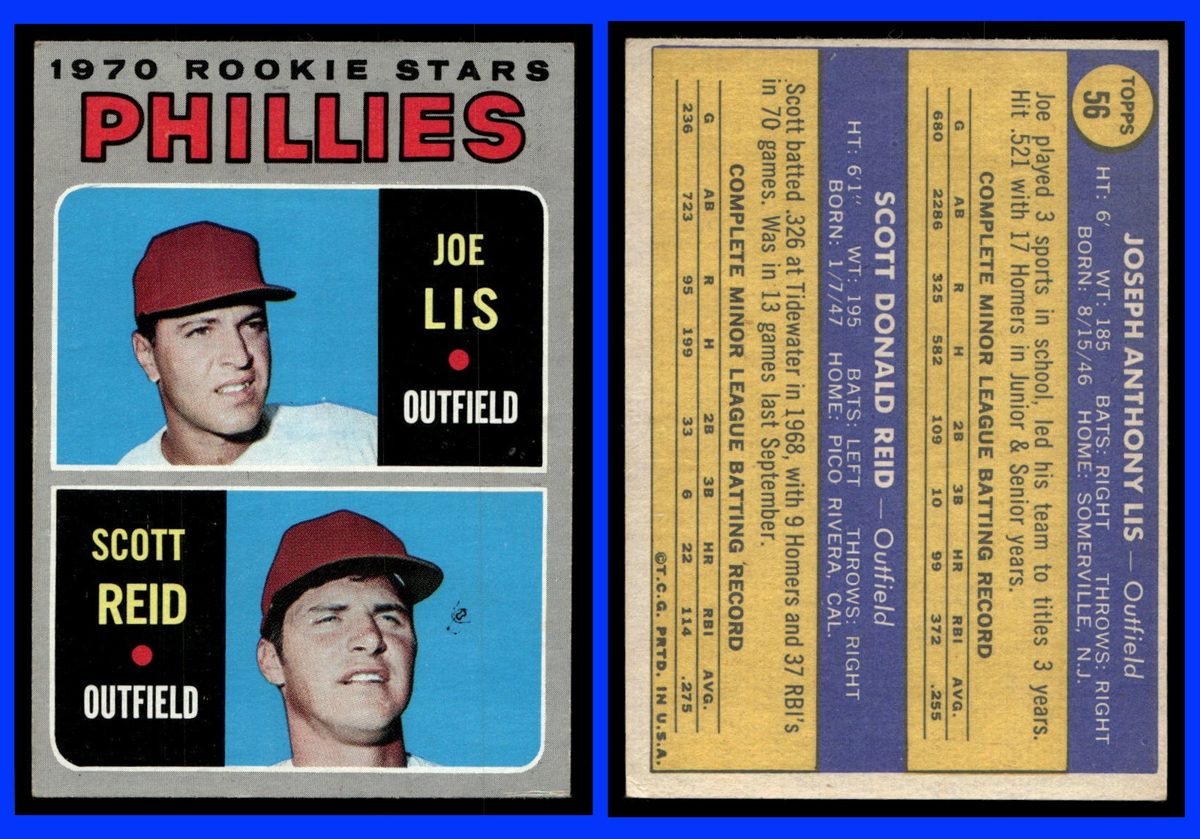 1970 ROOKIE STARS
PHILLIES
JOE
LIS
OUTFIELD
SCOTT
REID
OUTFIELD
TOPPS
56
JOSEPH ANTHONY LIS — Outfield
HT: 6' WT: 185 BATS: RIGHT THROWS: RIGHT
BORN: 8/15/46 HOME: SOMERVILLE, N.J.
Joe played 3 sports in school, led his team to titles 3 years.
Hit .521 with 17 Homers in Junior & Senior years.
COMPLETE MINOR LEAGUE BATTING RECORD
G AB R H 2B 3B HR RBI AVG.
680 2286 325 582 109 10 99 372 .255
SCOTT DONALD REID — Outfield
HT: 6'1" WT: 195 BATS: LEFT THROWS: RIGHT
BORN: 1/7/47 HOME: PICO RIVERA, CAL.
Scott batted .326 at Tidewater in 1968, with 9 Homers and 37 RBI's
in 70 games. Was in 13 games last September.
COMPLETE MINOR LEAGUE BATTING RECORD
G AB R H 2B 3B HR RBI AVG.
236 723 95 199 33 6 22 114 .275
©T.C.G. PRTD. IN U.S.A.